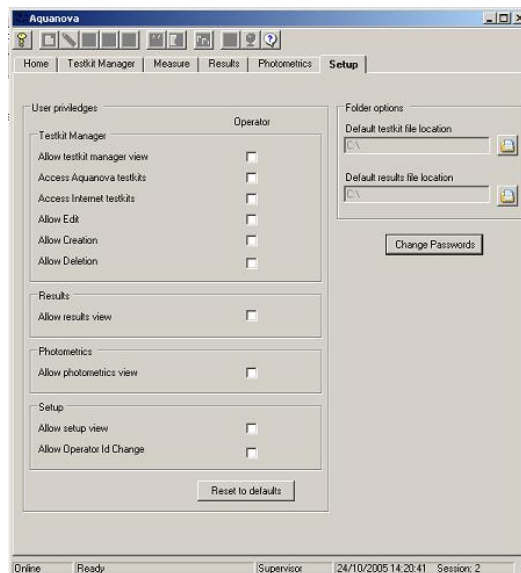 Aquanova
Home Testkit Manager Measure Results Photometrics Setup
User priviledges
Operator
Testkit Manager
Allow testkit manager view
Access Aquanova testkits
Access Internet testkits
Allow Edit
Allow Creation
Allow Deletion
Results
Allow results view
Photometrics
Allow photometrics view
Setup
Allow setup view
Allow Operator Id Change
Reset to defaults
Folder options
Default testkit file location
C:\
Default results file location
C:\
Change Passwords
Online Ready Supervisor 24/10/2005 14:20:41 Session: 2